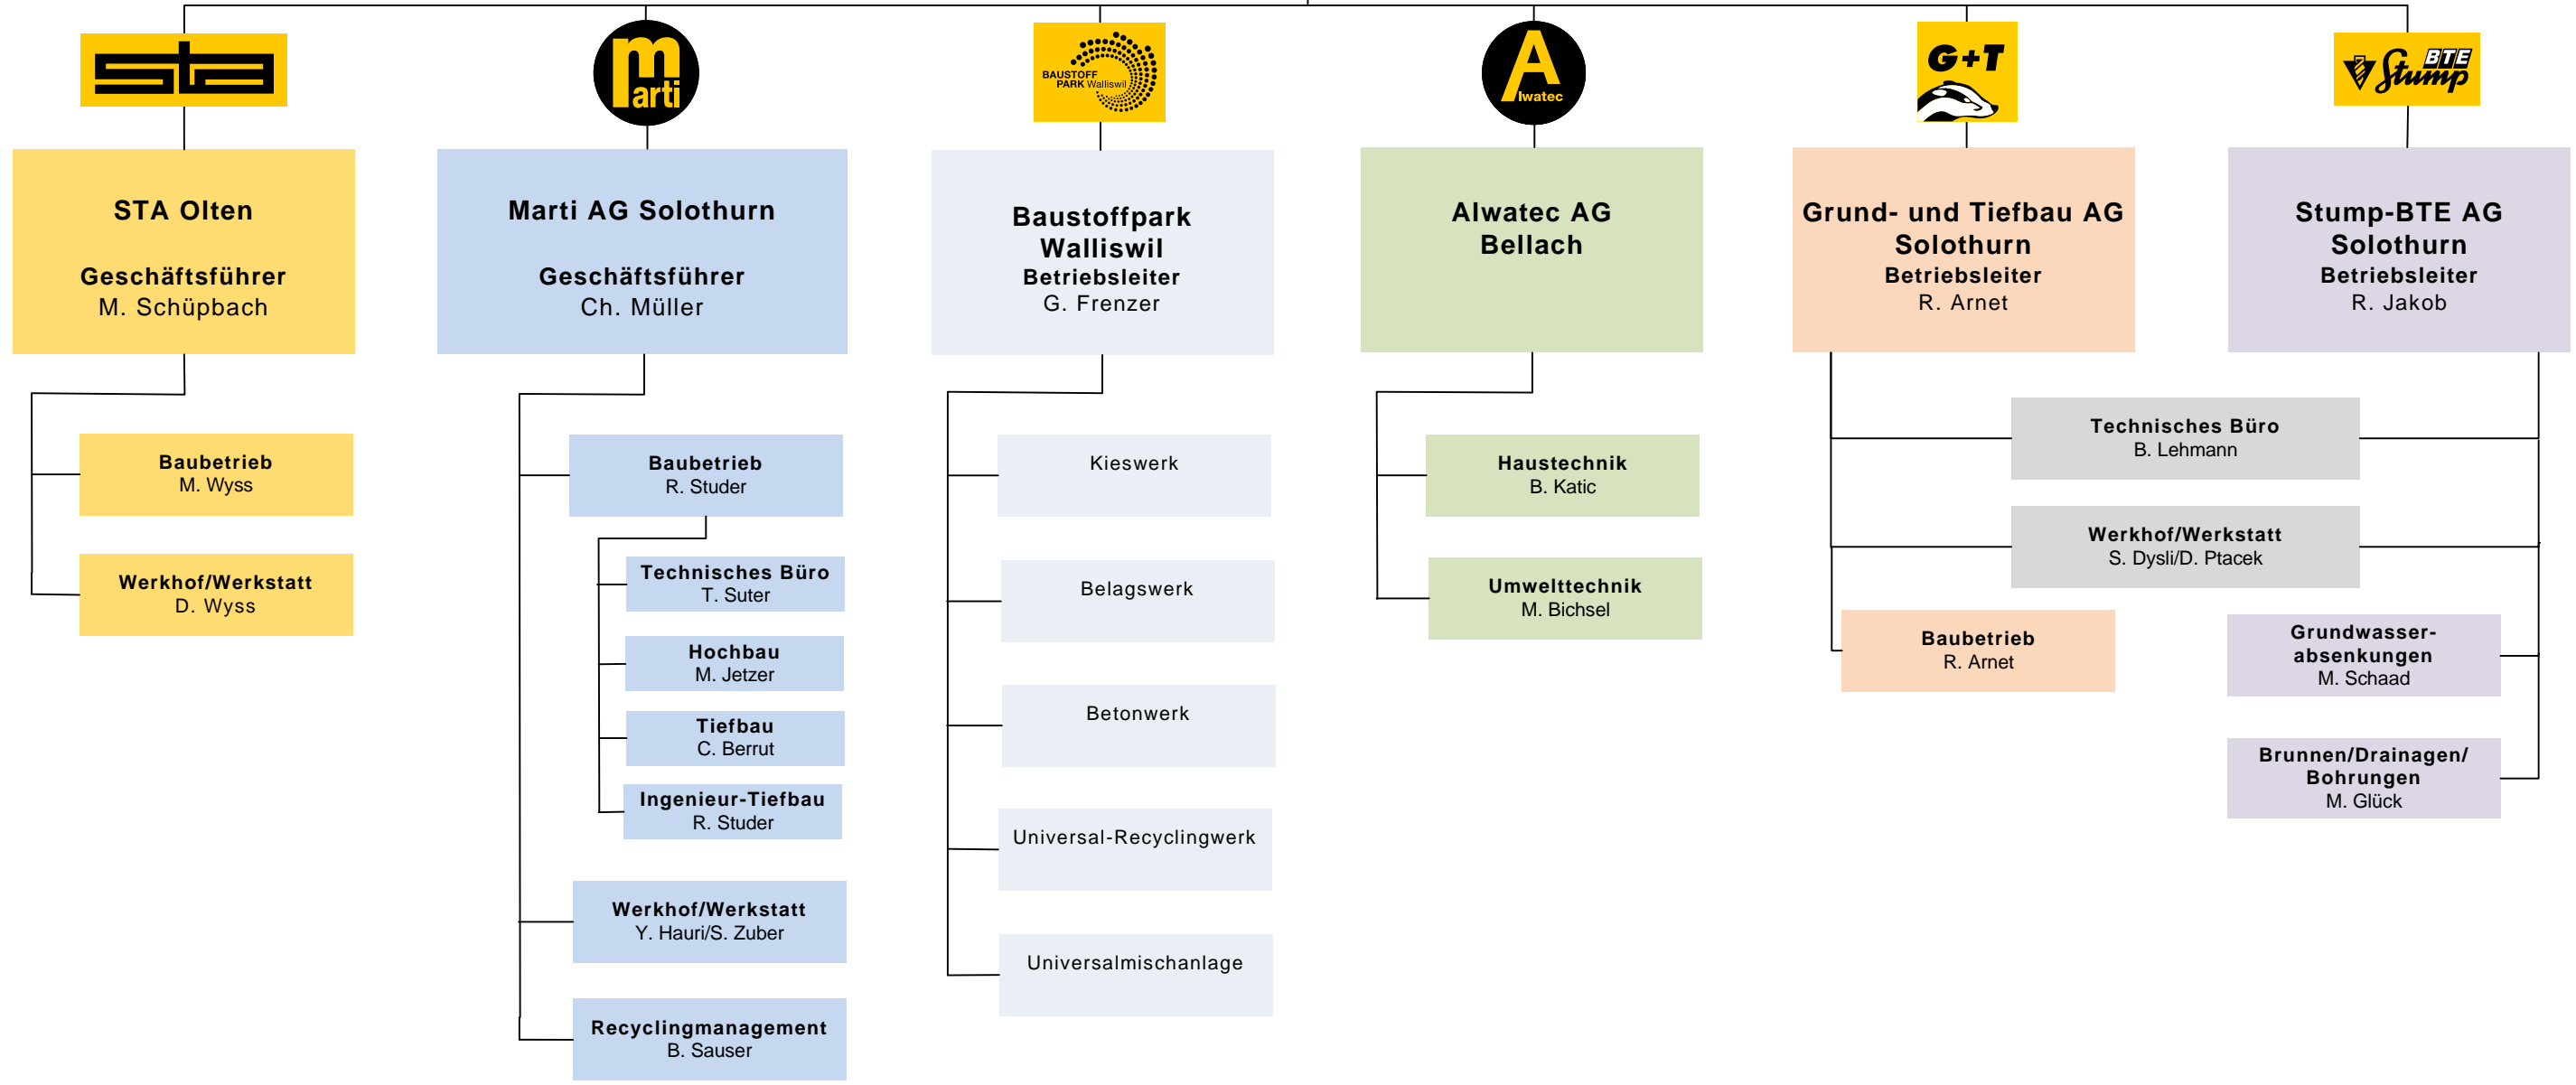 sta
Marti
BAUSTOFF
PARK Walliswil
Alwatec
G+T
Stump BTE
STA Olten
Geschäftsführer
M. Schüpbach
Baubetrieb
M. Wyss
Werkhof/Werkstatt
D. Wyss
Marti AG Solothurn
Geschäftsführer
Ch. Müller
Baubetrieb
R. Studer
Technisches Büro
T. Suter
Hochbau
M. Jetzer
Tiefbau
C. Berrut
Ingenieur-Tiefbau
R. Studer
Werkhof/Werkstatt
Y. Hauri/S. Zuber
Recyclingmanagement
B. Sauser
Baustoffpark
Walliswil
Betriebsleiter
G. Frenzer
Kieswerk
Belagswerk
Betonwerk
Universal-Recyclingwerk
Universalmischanlage
Alwatec AG
Bellach
Haustechnik
B. Katic
Umwelttechnik
M. Bichsel
Grund- und Tiefbau AG
Solothurn
Betriebsleiter
R. Arnet
Stump-BTE AG
Solothurn
Betriebsleiter
R. Jakob
Technisches Büro
B. Lehmann
Werkhof/Werkstatt
S. Dysli/D. Ptacek
Baubetrieb
R. Arnet
Grundwasser-
absenkungen
M. Schaad
Brunnen/Drainagen/
Bohrungen
M. Glück